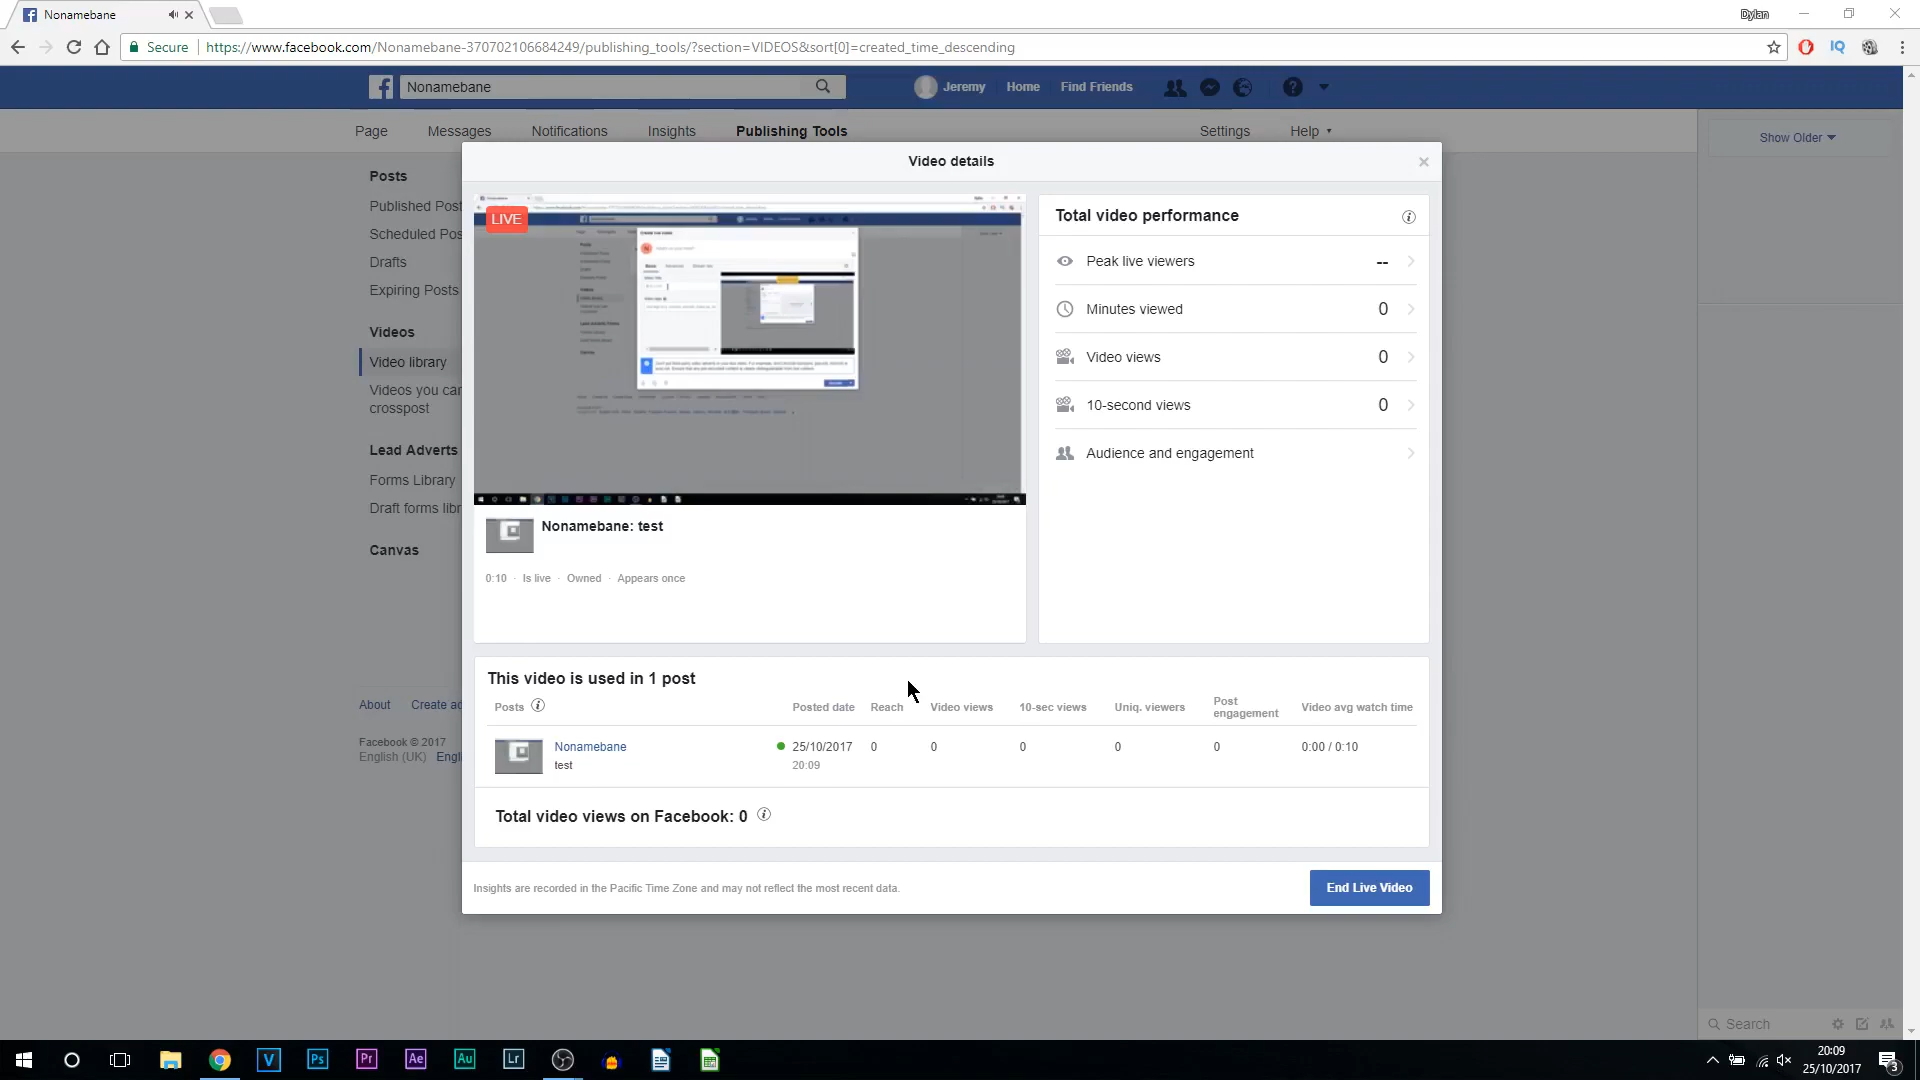 Nonamebane
Dylan
Secure
https://www.facebook.com/Nonamebane-370702106684249/publishing_tools/?section=VIDEOS&sort[0]=created_time_descending
IQ
Nonamebane
Jeremy
Home
Find Friends
Page
Messages
Notifications
Insights
Publishing Tools
Settings
Help
Show Older
Posts
Published Post
Scheduled Pos
Drafts
Expiring Posts
Videos
Video library
Videos you can
crosspost
Lead Adverts
Forms Library
Draft forms libr
Canvas
About
Create ad
Facebook © 2017
English (UK)
Engl
Video details
LIVE
Nonamebane: test
0:10 · Is live · Owned · Appears once
Total video performance
Peak live viewers --
Minutes viewed 0
Video views 0
10-second views 0
Audience and engagement
This video is used in 1 post
Posts
Posted date
Reach
Video views
10-sec views
Uniq. viewers
Post
engagement
Video avg watch time
Nonamebane
test
25/10/2017
20:09
0
0
0
0
0
0:00 / 0:10
Total video views on Facebook: 0
Insights are recorded in the Pacific Time Zone and may not reflect the most recent data.
End Live Video
Search
V
Ps
Pr
Ae
Au
Lr
20:09
25/10/2017
3